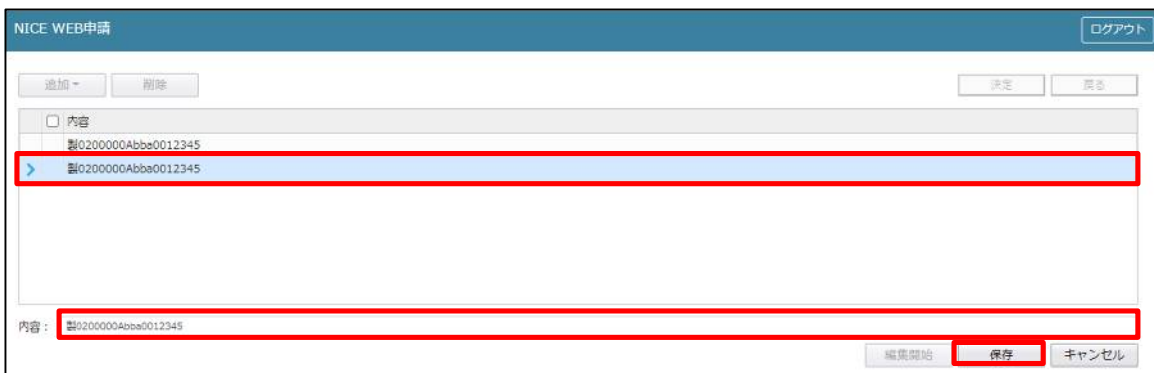 NICE WEB申請 ログアウト
追加 削除 決定 戻る
内容
製0200000Abba0012345
製0200000Abba0012345
内容： 製0200000Abba0012345
編集開始 保存 キャンセル